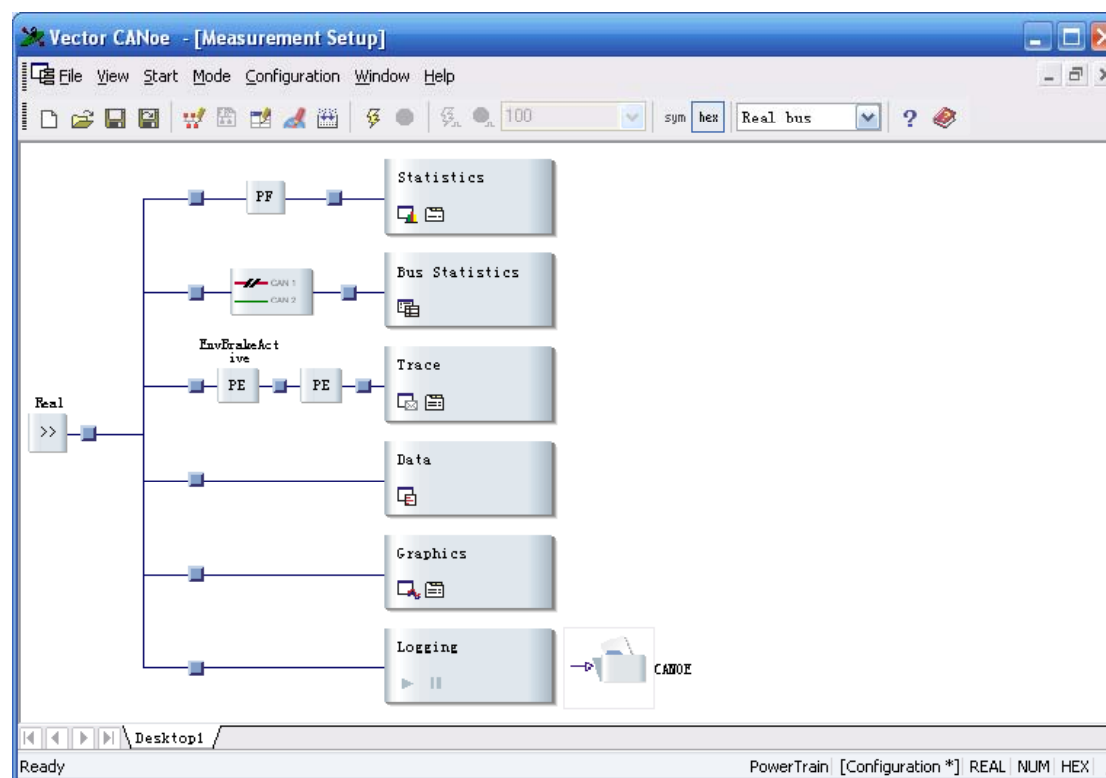 Vector CANoe - [Measurement Setup]
File View Start Mode Configuration Window Help
100 sym hex Real bus
Statistics
PF
Bus Statistics
CAN 1
CAN 2
EnvBrakeAct
ive
PE PE
Trace
Real
>>
Data
Graphics
Logging
CANOE
Desktop1
Ready PowerTrain [Configuration *] REAL NUM HEX